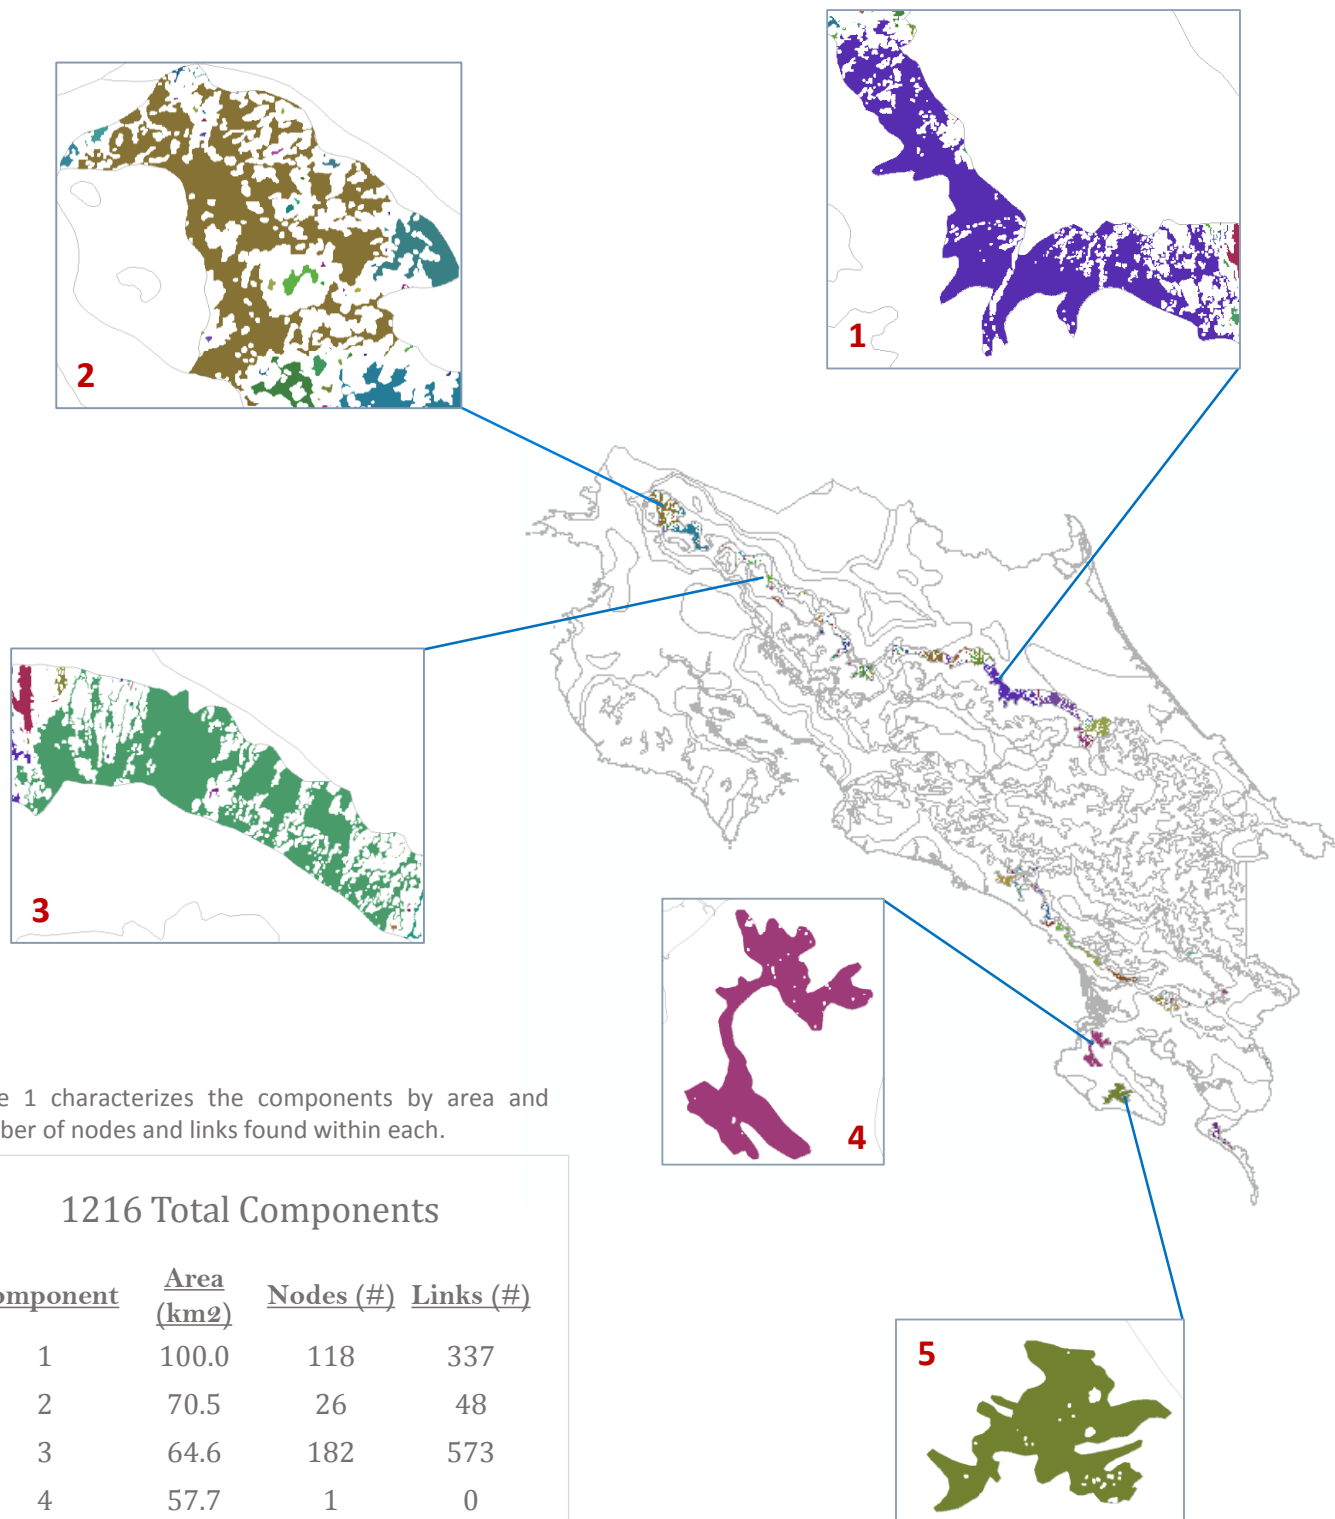 1
2
3
4
5
e 1 characterizes the components by area and
ber of nodes and links found within each.
1216 Total Components
omponent Area (km2) Nodes (#) Links (#)
1 100.0 118 337
2 70.5 26 48
3 64.6 182 573
4 57.7 1 0